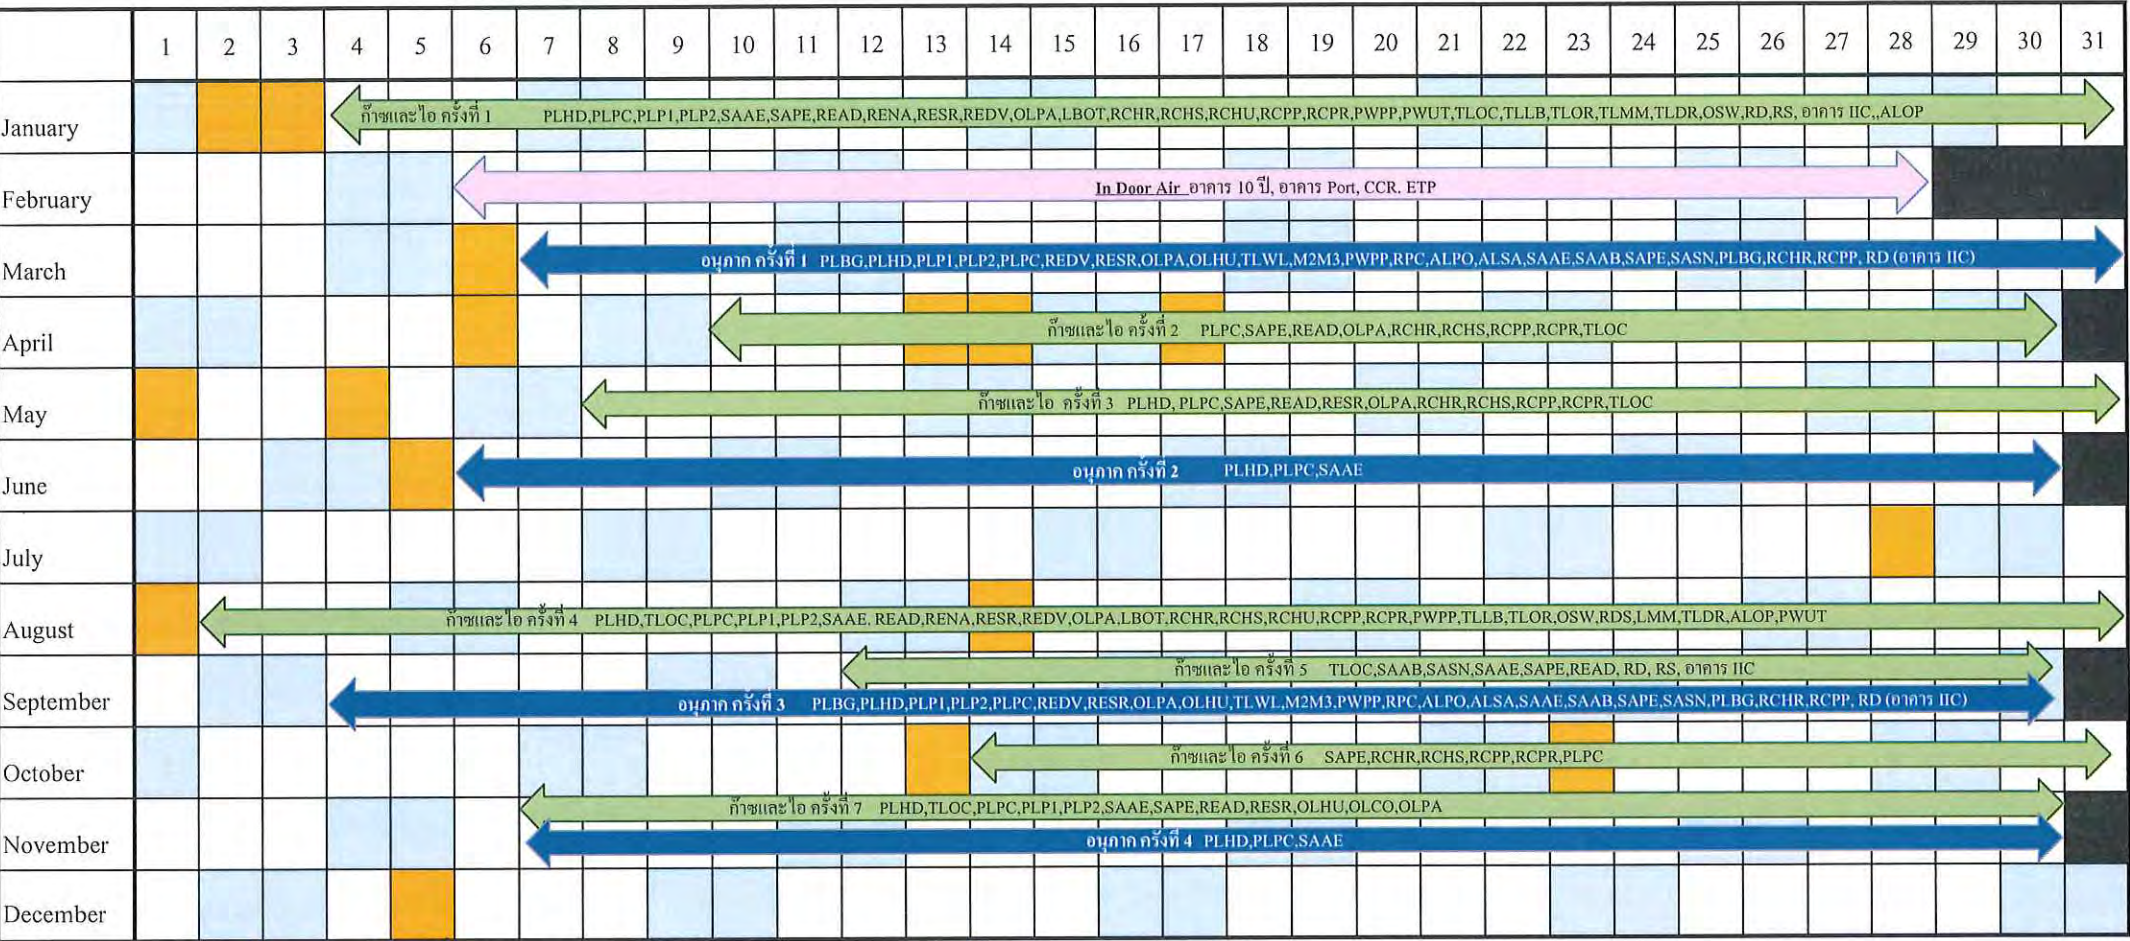 1 2 3 4 5 6 7 8 9 10 11 12 13 14 15 16 17 18 19 20 21 22 23 24 25 26 27 28 29 30 31
January ก๊าซและไอ ครั้งที่ 1 PLHD,PLPC,PLP1,PLP2,SAAE,SAPE,READ,RENA,RESR,REDV,OLPA,LBOT,RCHR,RCHS,RCHU,RCPP,RCPR,PWPP,PWUT,TLOC,TLLB,TLOR,TLMM,TLDR,OSW,RD,RS, อาคาร IIC,,ALOP
February In Door Air อาคาร 10 ปี, อาคาร Port, CCR. ETP
March อนุภาค ครั้งที่ 1 PLBG,PLHD,PLP1,PLP2,PLPC,REDV,RESR,OLPA,OLHU,TLWL,M2M3,PWPP,RPC,ALPO,ALSA,SAAE,SAAB,SAPE,SASN,PLBG,RCHR,RCPP, RD (อาคาร IIC)
April ก๊าซและไอ ครั้งที่ 2 PLPC,SAPE,READ,OLPA,RCHR,RCHS,RCPP,RCPR,TLOC
May ก๊าซและไอ ครั้งที่ 3 PLHD, PLPC,SAPE,READ,RESR,OLPA,RCHR,RCHS,RCPP,RCPR,TLOC
June อนุภาค ครั้งที่ 2 PLHD,PLPC,SAAE
July
August ก๊าซและไอ ครั้งที่ 4 PLHD,TLOC,PLPC,PLP1,PLP2,SAAE. READ,RENA,RESR,REDV,OLPA,LBOT,RCHR,RCHS,RCHU,RCPP,RCPR,PWPP,TLLB,TLOR,OSW,RDS,LMM,TLDR,ALOP,PWUT
ก๊าซและไอ ครั้งที่ 5 TLOC,SAAB,SASN,SAAE,SAPE,READ, RD, RS, อาคาร IIC
September อนุภาค ครั้งที่ 3 PLBG,PLHD,PLP1,PLP2,PLPC,REDV,RESR,OLPA,OLHU,TLWL,M2M3,PWPP,RPC,ALPO,ALSA,SAAE,SAAB,SAPE,SASN,PLBG,RCHR,RCPP, RD (อาคาร IIC)
October ก๊าซและไอ ครั้งที่ 6 SAPE,RCHR,RCHS,RCPP,RCPR,PLPC
ก๊าซและไอ ครั้งที่ 7 PLHD,TLOC,PLPC,PLP1,PLP2,SAAE,SAPE,READ,RESR,OLHU,OLCO,OLPA
November อนุภาค ครั้งที่ 4 PLHD,PLPC,SAAE
December